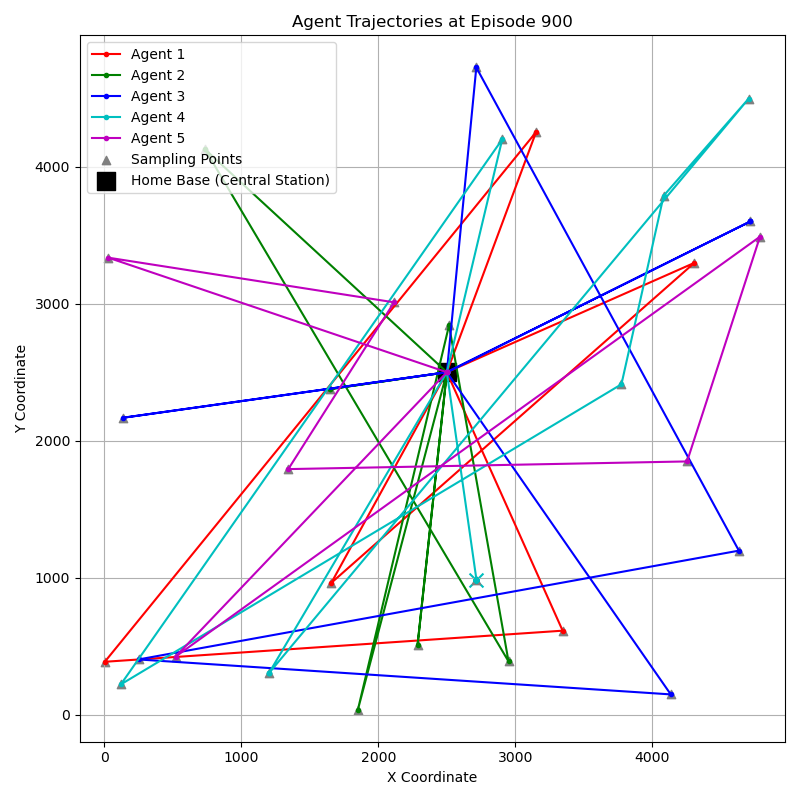 Agent Trajectories at Episode 900
Agent 1
Agent 2
Agent 3
Agent 4
Agent 5
Sampling Points
Home Base (Central Station)
Y Coordinate
4000
3000
2000
1000
0
0 1000 2000 3000 4000
X Coordinate